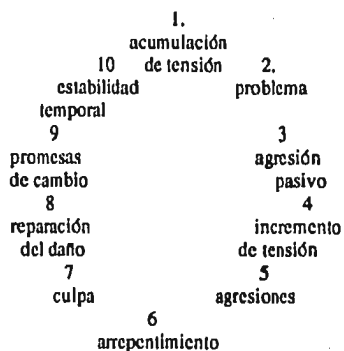 1.
acumulación
10 de tensión 2.
estabilidad problema
temporal
9 3
promesas agresión
de cambio pasivo
8 4
reparación incremento
del daño de tensión
7 5
culpa agresiones
6
arrepentimiento